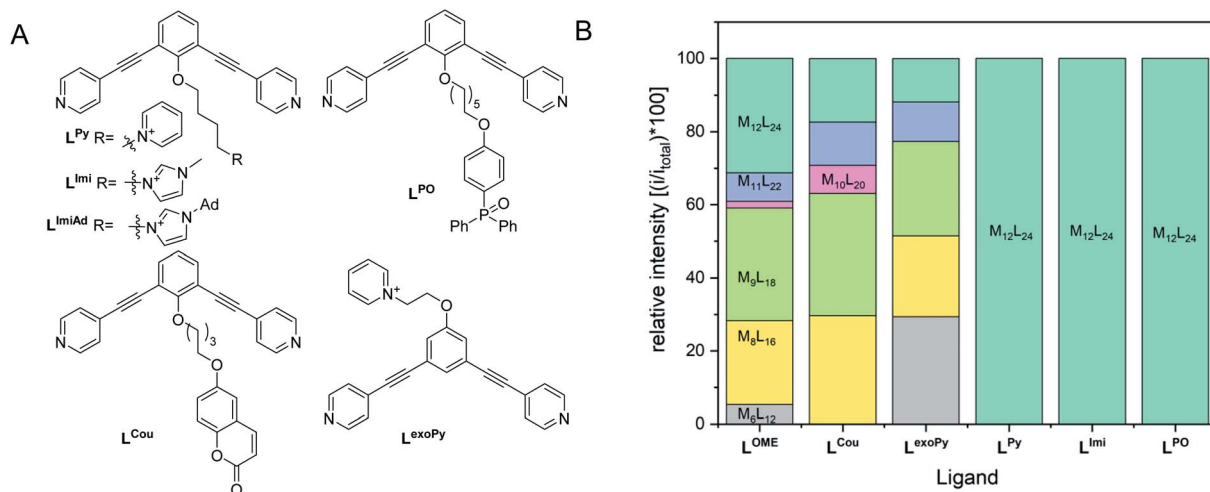 A
N
O
N
L^Py R= N+
R
L^Imi R= N+ N
L^ImiAd R= N+ N Ad
N
O
N
( )5
O
L^PO
P=O
Ph Ph
N
O
N
( )3
O
O
O
L^Cou
N+
O
N
N
L^exoPy
B
relative intensity [(i/i_total)*100]
100
80
60
40
20
0
M12L24
M11L22
M9L18
M8L16
M6L12
M10L20
M12L24
M12L24
M12L24
L^OME
L^Cou
L^exoPy
L^Py
L^Imi
L^PO
Ligand